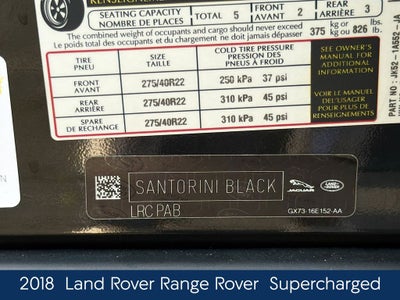 SEATING CAPACITY
NOMBRE DE PLACES
TOTAL 5
FRONT
AVANT 2
REAR
ARRIÈRE 3
The combined weight of occupants and cargo should never exceed
Le poids total des occupants et du chargement ne doit jamais dépasser
375 kg or ou 826 lbs. lb.
TIRE
PNEU
SIZE
TAILLE
COLD TIRE PRESSURE
PRESSION DES
PNEUS À FROID
FRONT
AVANT
275/40R22
250 kPa 37 psi
REAR
ARRIÈRE
275/40R22
310 kPa 45 psi
SPARE
DE RECHANGE
275/40R22
310 kPa 45 psi
SEE OWNER'S
MANUAL FOR
ADDITIONAL
INFORMATION
VOIR LE MANUEL
DE L'USAGER
POUR PLUS DE
RENSEIGNEMENTS
SANTORINI BLACK
LRC PAB
JAGUAR
LAND ROVER
GX73-16E152-AA
2018 Land Rover Range Rover Supercharged